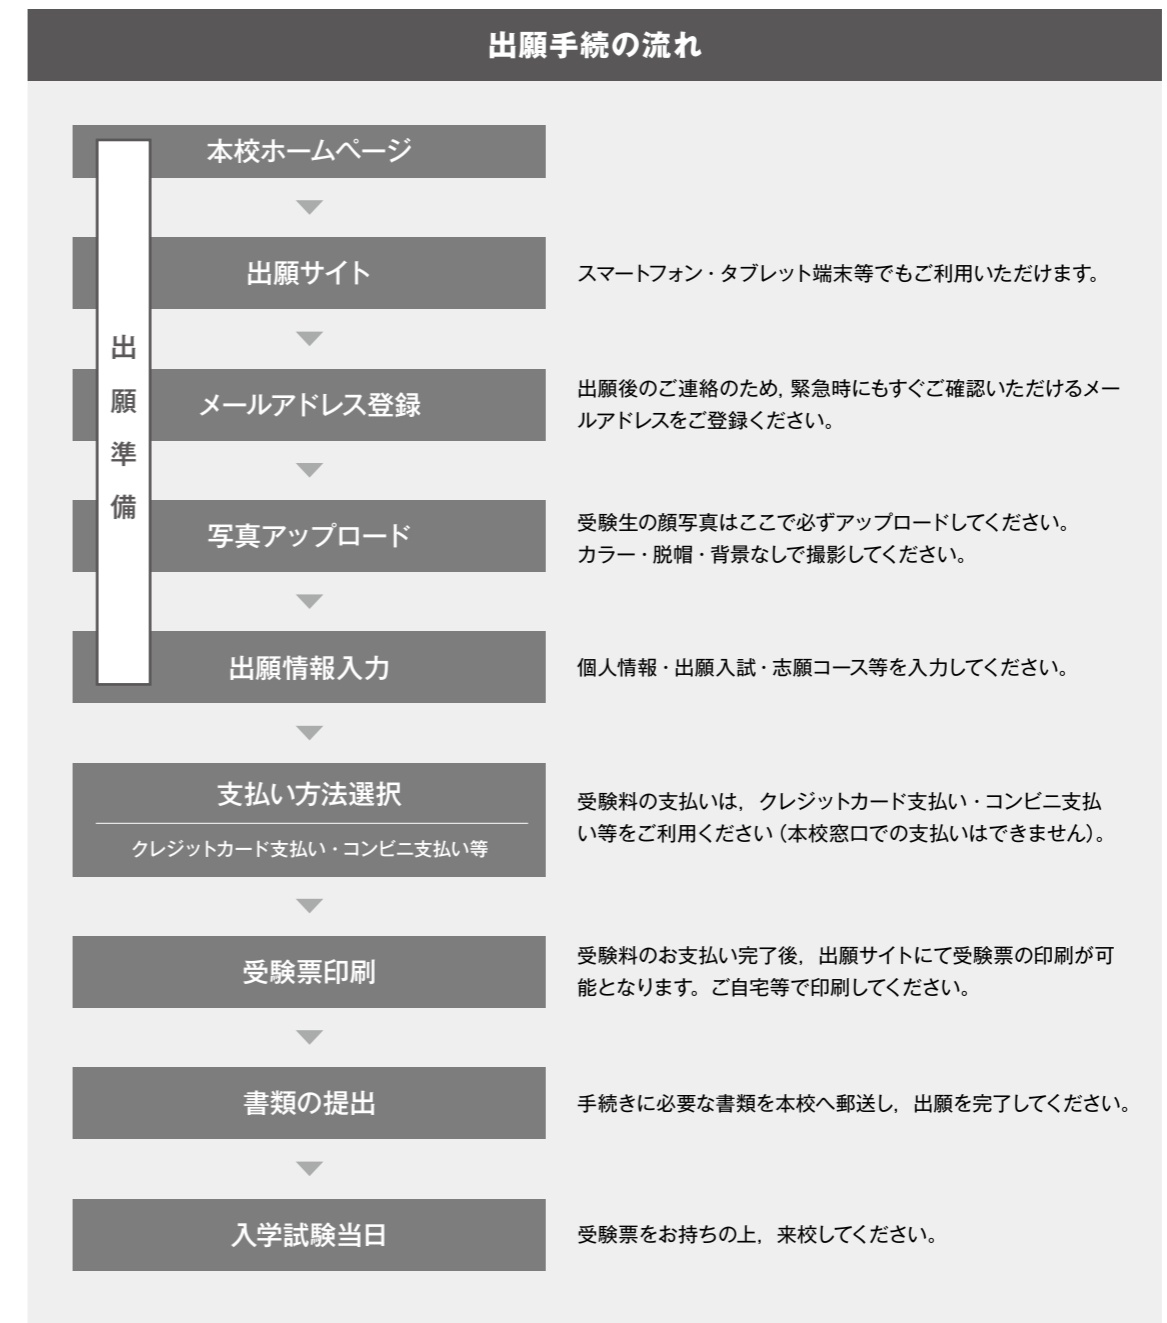 出願手続の流れ
出願準備
本校ホームページ
出願サイト
スマートフォン・タブレット端末等でもご利用いただけます。
メールアドレス登録
出願後のご連絡のため,緊急時にもすぐご確認いただけるメー
ルアドレスをご登録ください。
写真アップロード
受験生の顔写真はここで必ずアップロードしてください。
カラー・脱帽・背景なしで撮影してください。
出願情報入力
個人情報・出願入試・志願コース等を入力してください。
支払い方法選択
クレジットカード支払い・コンビニ支払い等
受験料の支払いは，クレジットカード支払い・コンビニ支払
い等をご利用ください（本校窓口での支払いはできません）。
受験票印刷
受験料のお支払い完了後，出願サイトにて受験票の印刷が可
能となります。ご自宅等で印刷してください。
書類の提出
手続きに必要な書類を本校へ郵送し，出願を完了してください。
入学試験当日
受験票をお持ちの上，来校してください。